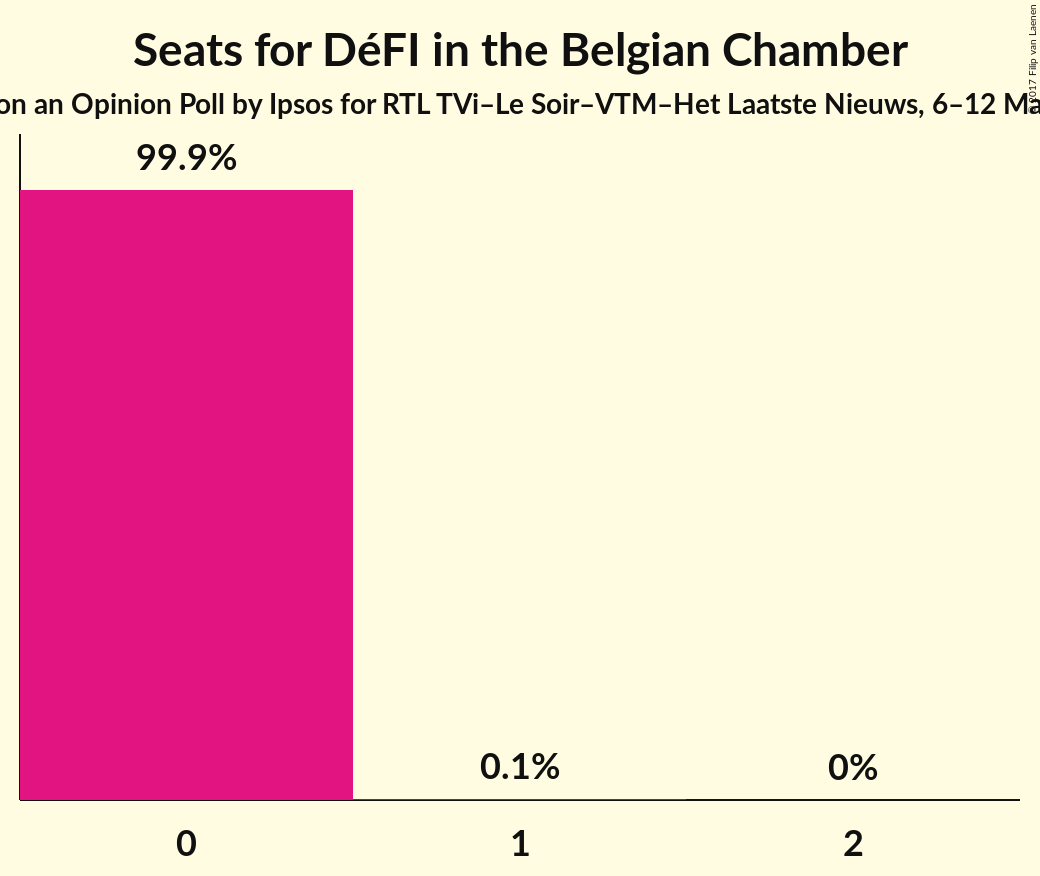 Seats for DéFI in the Belgian Chamber
on an Opinion Poll by Ipsos for RTL TVi–Le Soir–VTM–Het Laatste Nieuws, 6–12 Ma
© 2017 Filip van Laenen
99.9%
0.1%
0%
0
1
2